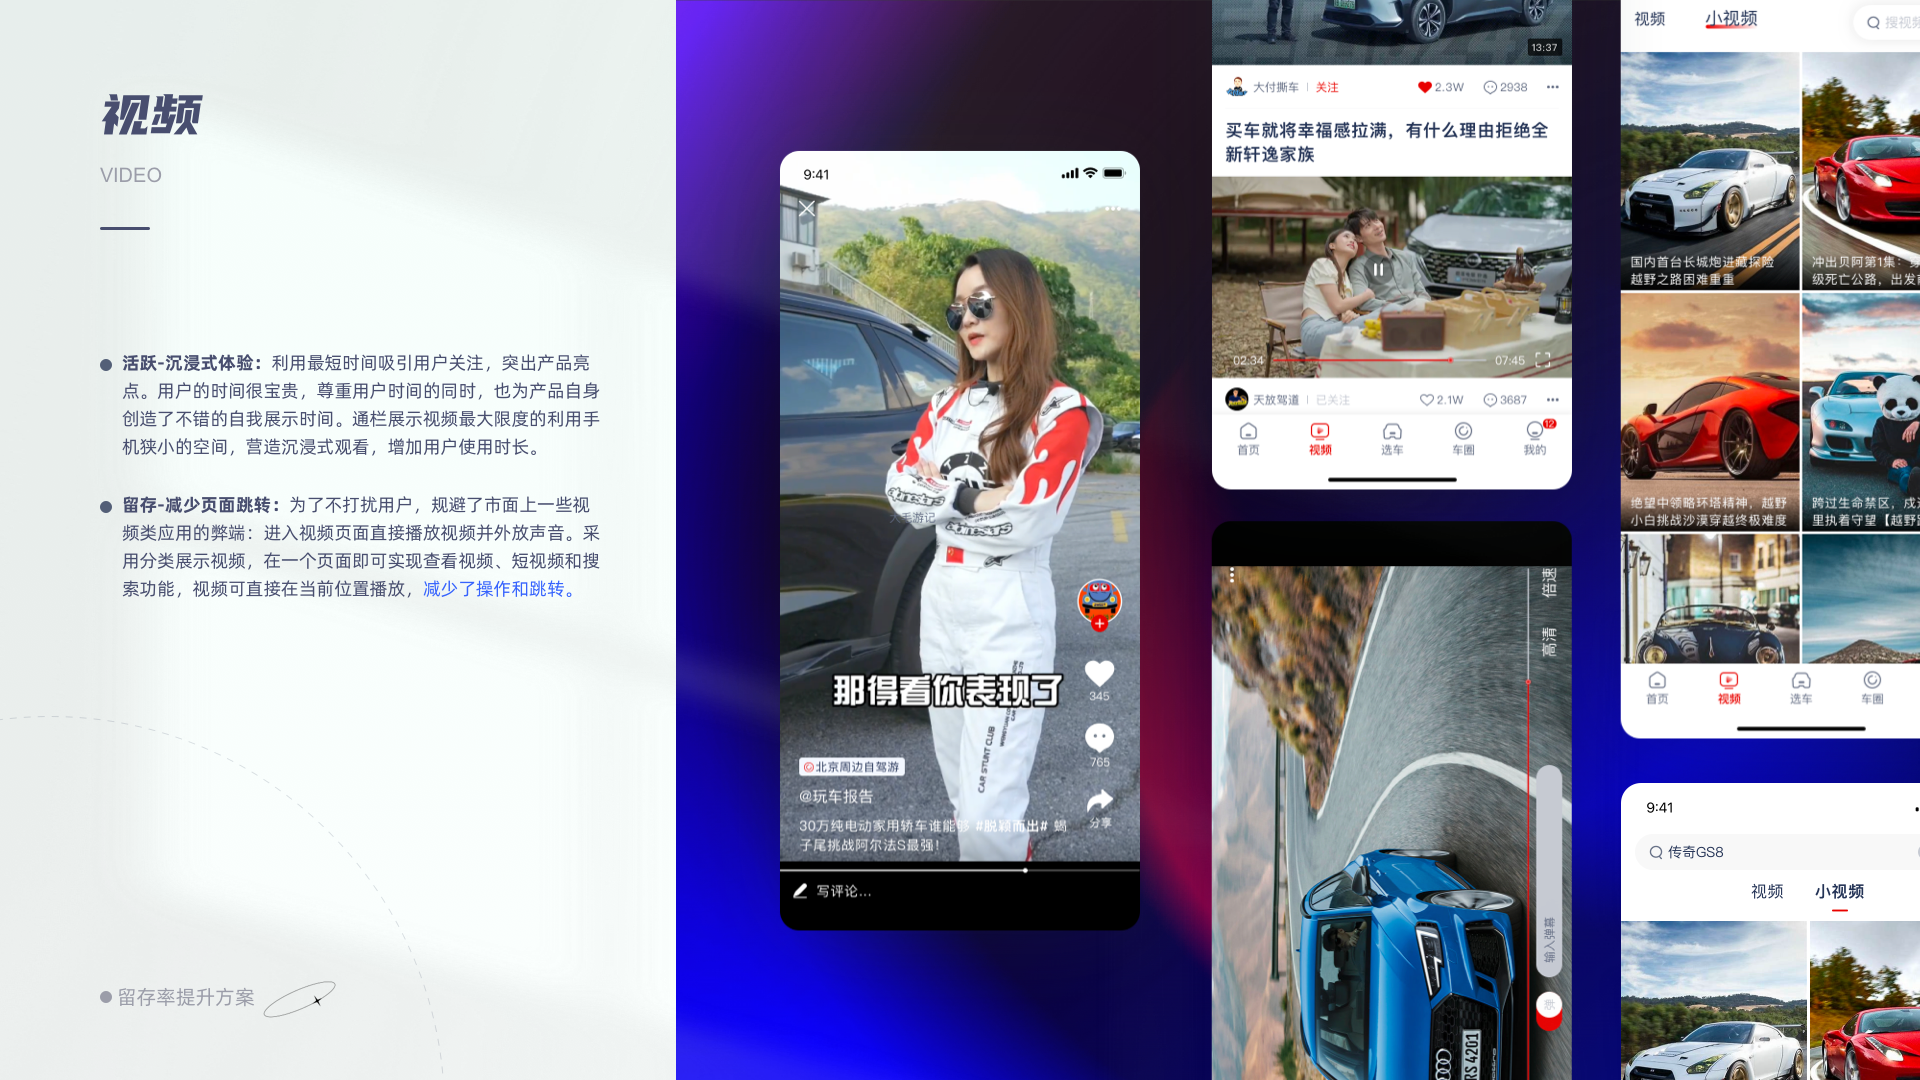 视频
VIDEO
活跃-沉浸式体验：利用最短时间吸引用户关注，突出产品亮
点。用户的时间很宝贵，尊重用户时间的同时，也为产品自身
创造了不错的自我展示时间。通栏展示视频最大限度的利用手
机狭小的空间，营造沉浸式观看，增加用户使用时长。
留存-减少页面跳转：为了不打扰用户，规避了市面上一些视
频类应用的弊端：进入视频页面直接播放视频并外放声音。采
用分类展示视频，在一个页面即可实现查看视频、短视频和搜
索功能，视频可直接在当前位置播放，减少了操作和跳转。
留存率提升方案
9:41
那得看你表现了
CAR STUNT CLUB
345
765
分享
北京周边自驾游
@玩车报告
30万纯电动家用轿车谁能够 #脱颖而出# 蝎
子尾挑战阿尔法S最强！
写评论...
13:37
大付撕车 关注 2.3W 2938
买车就将幸福感拉满，有什么理由拒绝全
新轩逸家族
02:34 07:45
天放驾道 已关注 2.1W 3687
12
首页 视频 选车 车圈 我的
倍速
高清
输入弹幕
弹
RS 4201
视频 小视频 搜视频
国内首台长城炮进藏探险
越野之路困难重重
冲出贝阿第1集：
级死亡公路，出发
绝望中领略环塔精神，越野
小白挑战沙漠穿越终极难度
跨过生命禁区，戍
里执着守望【越野
首页 视频 选车 车圈
9:41
传奇GS8
视频 小视频